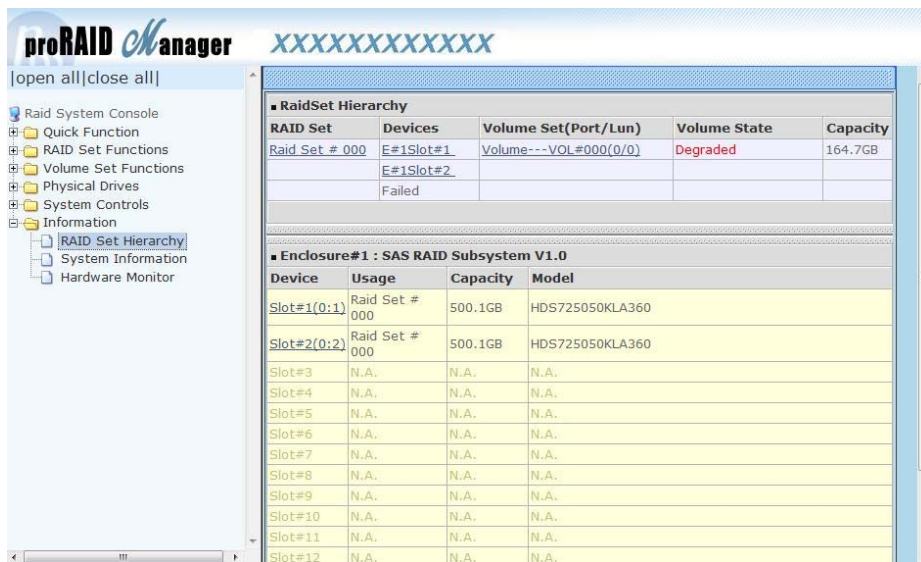 proRAID Manager XXXXXXXXXXXX
|open all|close all|
Raid System Console
Quick Function
RAID Set Functions
Volume Set Functions
Physical Drives
System Controls
Information
RAID Set Hierarchy
System Information
Hardware Monitor
RaidSet Hierarchy
RAID Set Devices Volume Set(Port/Lun) Volume State Capacity
Raid Set # 000 E#1Slot#1 Volume---VOL#000(0/0) Degraded 164.7GB
E#1Slot#2
Failed
Enclosure#1 : SAS RAID Subsystem V1.0
Device Usage Capacity Model
Slot#1(0:1) Raid Set # 000 500.1GB HDS725050KLA360
Slot#2(0:2) Raid Set # 000 500.1GB HDS725050KLA360
Slot#3 N.A. N.A. N.A.
Slot#4 N.A. N.A. N.A.
Slot#5 N.A. N.A. N.A.
Slot#6 N.A. N.A. N.A.
Slot#7 N.A. N.A. N.A.
Slot#8 N.A. N.A. N.A.
Slot#9 N.A. N.A. N.A.
Slot#10 N.A. N.A. N.A.
Slot#11 N.A. N.A. N.A.
Slot#12 N.A. N.A. N.A.